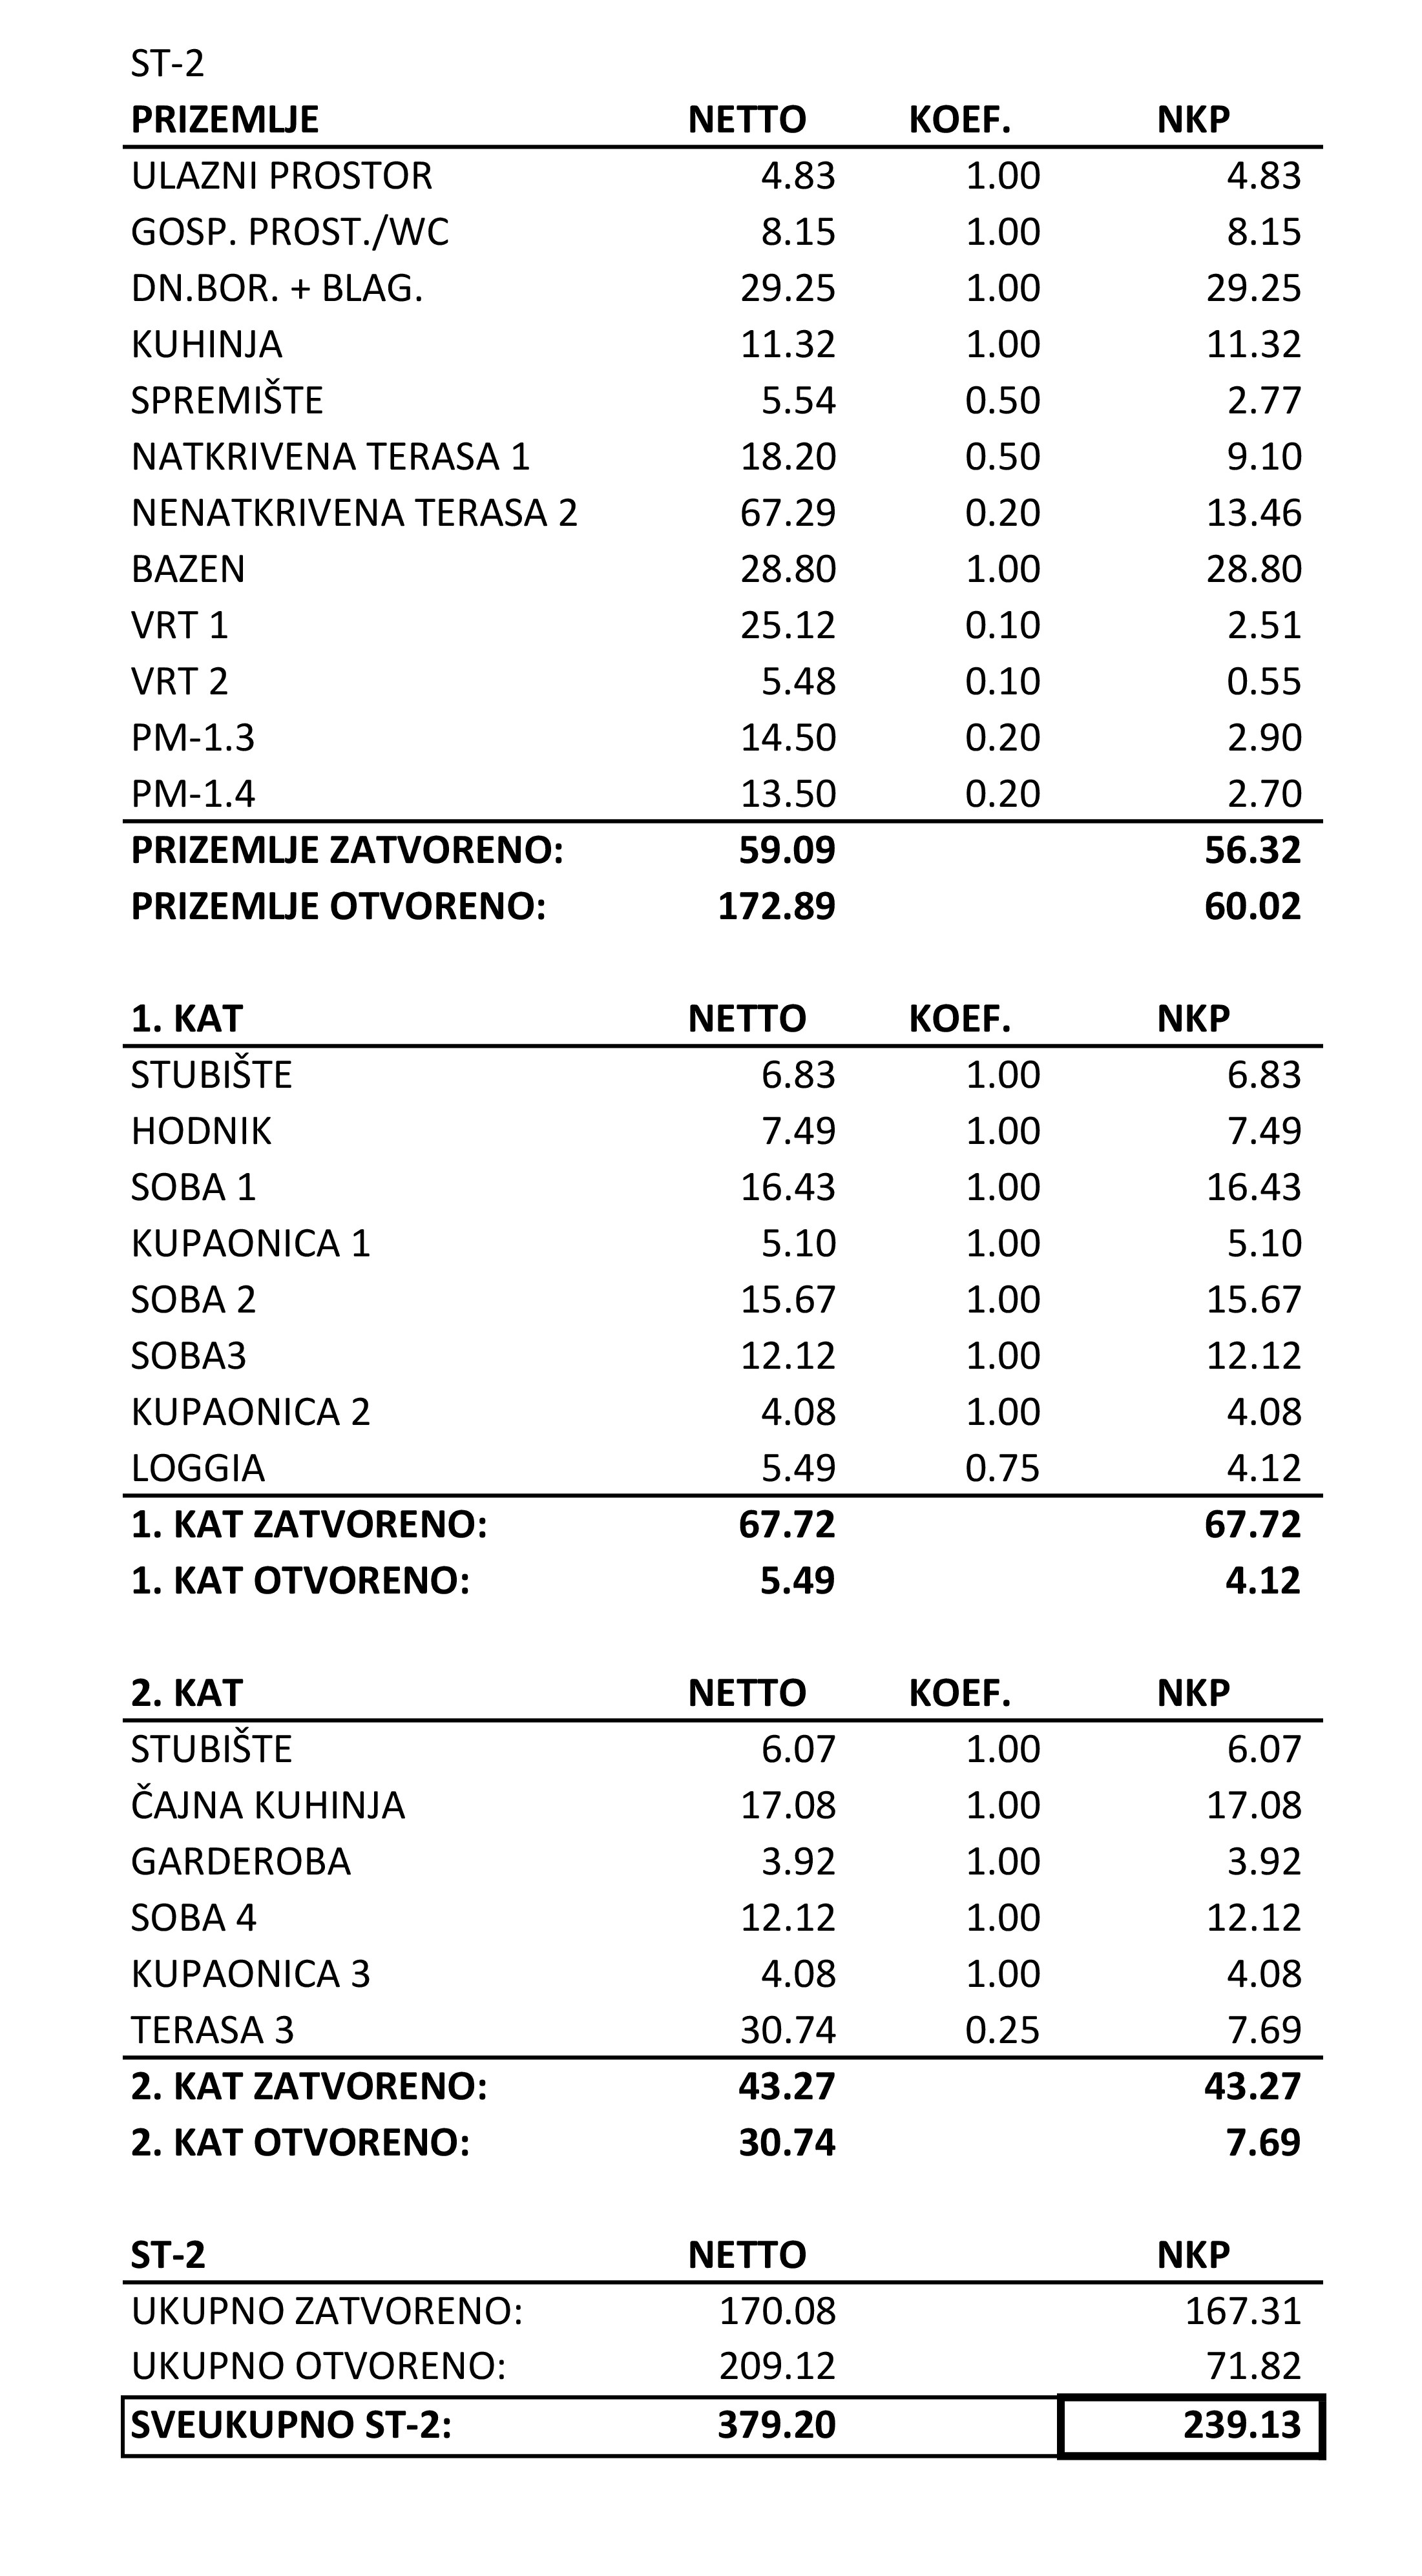 ST-2
PRIZEMLJE NETTO KOEF. NKP
ULAZNI PROSTOR 4.83 1.00 4.83
GOSP. PROST./WC 8.15 1.00 8.15
DN.BOR. + BLAG. 29.25 1.00 29.25
KUHINJA 11.32 1.00 11.32
SPREMIŠTE 5.54 0.50 2.77
NATKRIVENA TERASA 1 18.20 0.50 9.10
NENATKRIVENA TERASA 2 67.29 0.20 13.46
BAZEN 28.80 1.00 28.80
VRT 1 25.12 0.10 2.51
VRT 2 5.48 0.10 0.55
PM-1.3 14.50 0.20 2.90
PM-1.4 13.50 0.20 2.70
PRIZEMLJE ZATVORENO: 59.09 56.32
PRIZEMLJE OTVORENO: 172.89 60.02
1. KAT NETTO KOEF. NKP
STUBIŠTE 6.83 1.00 6.83
HODNIK 7.49 1.00 7.49
SOBA 1 16.43 1.00 16.43
KUPAONICA 1 5.10 1.00 5.10
SOBA 2 15.67 1.00 15.67
SOBA3 12.12 1.00 12.12
KUPAONICA 2 4.08 1.00 4.08
LOGGIA 5.49 0.75 4.12
1. KAT ZATVORENO: 67.72 67.72
1. KAT OTVORENO: 5.49 4.12
2. KAT NETTO KOEF. NKP
STUBIŠTE 6.07 1.00 6.07
ČAJNA KUHINJA 17.08 1.00 17.08
GARDEROBA 3.92 1.00 3.92
SOBA 4 12.12 1.00 12.12
KUPAONICA 3 4.08 1.00 4.08
TERASA 3 30.74 0.25 7.69
2. KAT ZATVORENO: 43.27 43.27
2. KAT OTVORENO: 30.74 7.69
ST-2 NETTO NKP
UKUPNO ZATVORENO: 170.08 167.31
UKUPNO OTVORENO: 209.12 71.82
SVEUKUPNO ST-2: 379.20 239.13